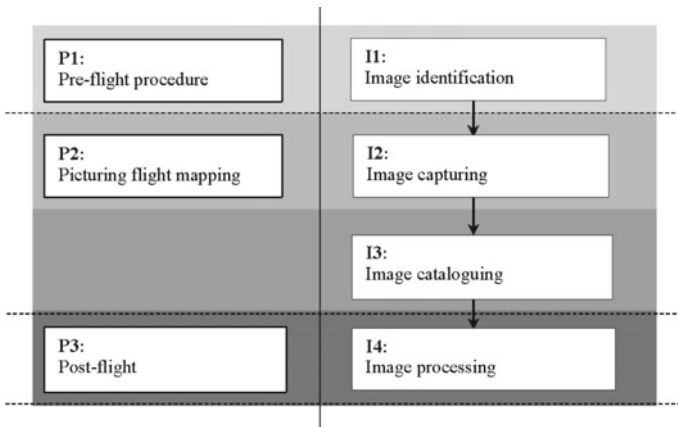 P1:
Pre-flight procedure
I1:
Image identification
P2:
Picturing flight mapping
I2:
Image capturing
I3:
Image cataloguing
P3:
Post-flight
I4:
Image processing